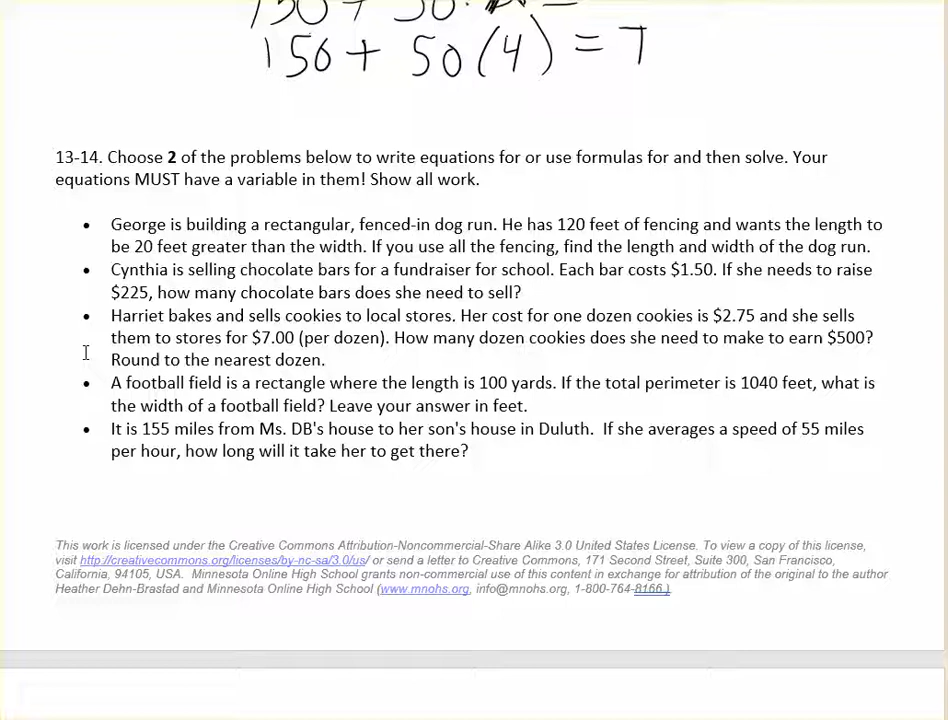 150 + 50(4) = T
13-14. Choose 2 of the problems below to write equations for or use formulas for and then solve. Your
equations MUST have a variable in them! Show all work.
• George is building a rectangular, fenced-in dog run. He has 120 feet of fencing and wants the length to
be 20 feet greater than the width. If you use all the fencing, find the length and width of the dog run.
• Cynthia is selling chocolate bars for a fundraiser for school. Each bar costs $1.50. If she needs to raise
$225, how many chocolate bars does she need to sell?
• Harriet bakes and sells cookies to local stores. Her cost for one dozen cookies is $2.75 and she sells
them to stores for $7.00 (per dozen). How many dozen cookies does she need to make to earn $500?
Round to the nearest dozen.
• A football field is a rectangle where the length is 100 yards. If the total perimeter is 1040 feet, what is
the width of a football field? Leave your answer in feet.
• It is 155 miles from Ms. DB's house to her son's house in Duluth.  If she averages a speed of 55 miles
per hour, how long will it take her to get there?
This work is licensed under the Creative Commons Attribution-Noncommercial-Share Alike 3.0 United States License. To view a copy of this license,
visit http://creativecommons.org/licenses/by-nc-sa/3.0/us/ or send a letter to Creative Commons, 171 Second Street, Suite 300, San Francisco,
California, 94105, USA.  Minnesota Online High School grants non-commercial use of this content in exchange for attribution of the original to the author
Heather Dehn-Brastad and Minnesota Online High School (www.mnohs.org, info@mnohs.org, 1-800-764-8166.)